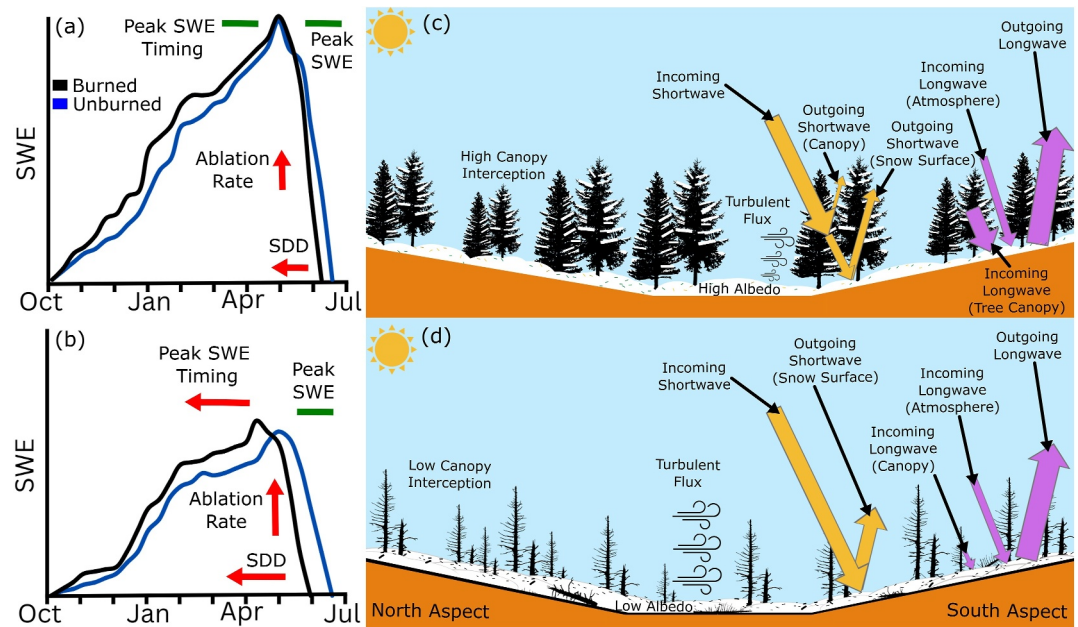 (a)
Peak SWE
Timing
Peak
SWE
Burned
Unburned
SWE
Ablation
Rate
SDD
Oct
Jan
Apr
Jul
(b)
Peak SWE
Timing
Peak
SWE
SWE
Ablation
Rate
SDD
Oct
Jan
Apr
Jul
(c)
Incoming
Shortwave
Outgoing
Shortwave
(Canopy)
Outgoing
Shortwave
(Snow Surface)
Incoming
Longwave
(Atmosphere)
Outgoing
Longwave
High Canopy
Interception
Turbulent
Flux
High Albedo
Incoming
Longwave
(Tree Canopy)
(d)
Incoming
Shortwave
Outgoing
Shortwave
(Snow Surface)
Incoming
Longwave
(Atmosphere)
Outgoing
Longwave
Incoming
Longwave
(Canopy)
Low Canopy
Interception
Turbulent
Flux
Low Albedo
North Aspect
South Aspect